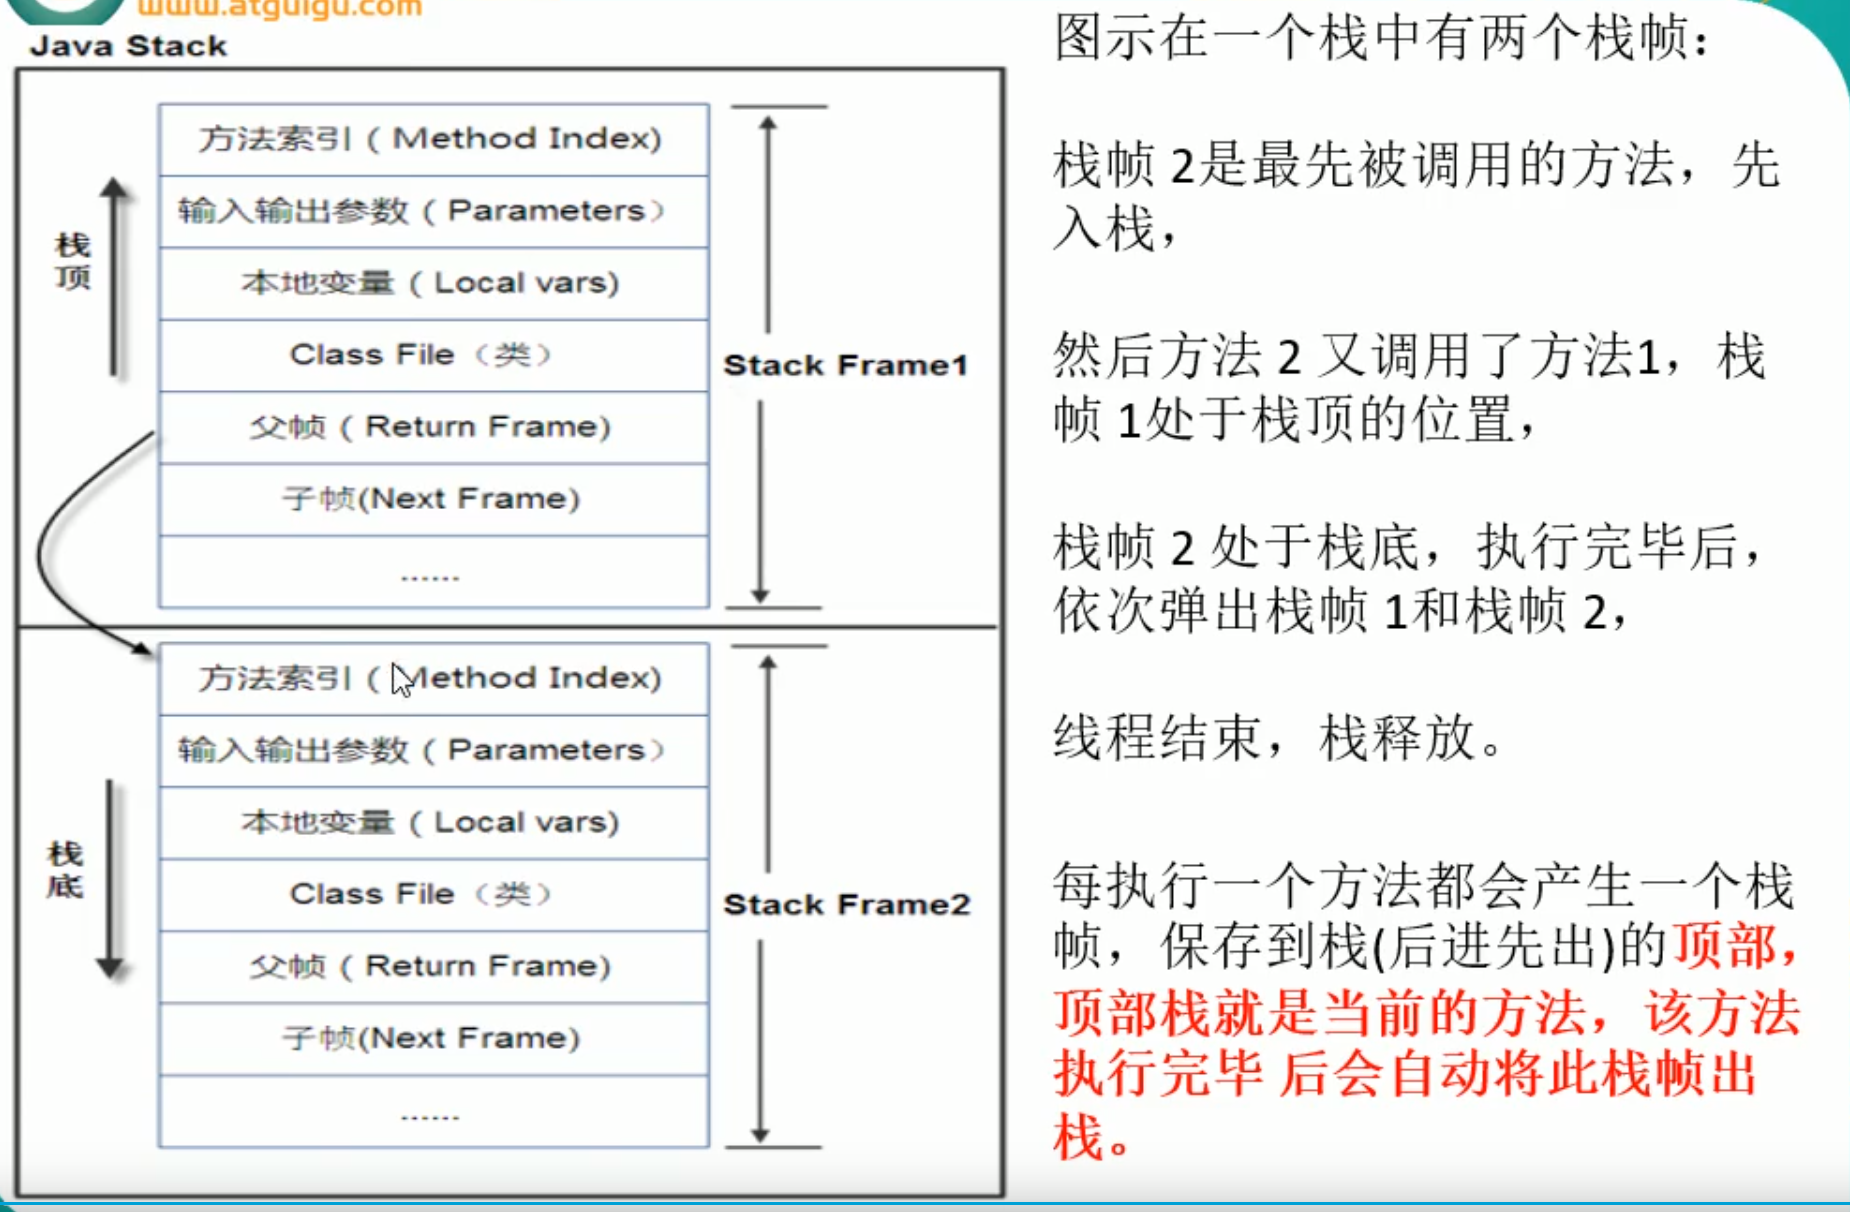 www.atguigu.com
Java Stack
方法索引 ( Method Index)
输入输出参数 ( Parameters）
本地变量 ( Local vars)
Class File（类）
父帧 ( Return Frame)
子帧(Next Frame)
......
栈
顶
Stack Frame1
方法索引 ( Method Index)
输入输出参数 ( Parameters）
本地变量 ( Local vars)
Class File（类）
父帧 ( Return Frame)
子帧(Next Frame)
......
栈
底
Stack Frame2
图示在一个栈中有两个栈帧：
栈帧 2是最先被调用的方法，先
入栈，
然后方法 2 又调用了方法1，栈
帧 1处于栈顶的位置，
栈帧 2 处于栈底，执行完毕后，
依次弹出栈帧 1和栈帧 2，
线程结束，栈释放。
每执行一个方法都会产生一个栈
帧，保存到栈(后进先出)的顶部，
顶部栈就是当前的方法，该方法
执行完毕 后会自动将此栈帧出
栈。